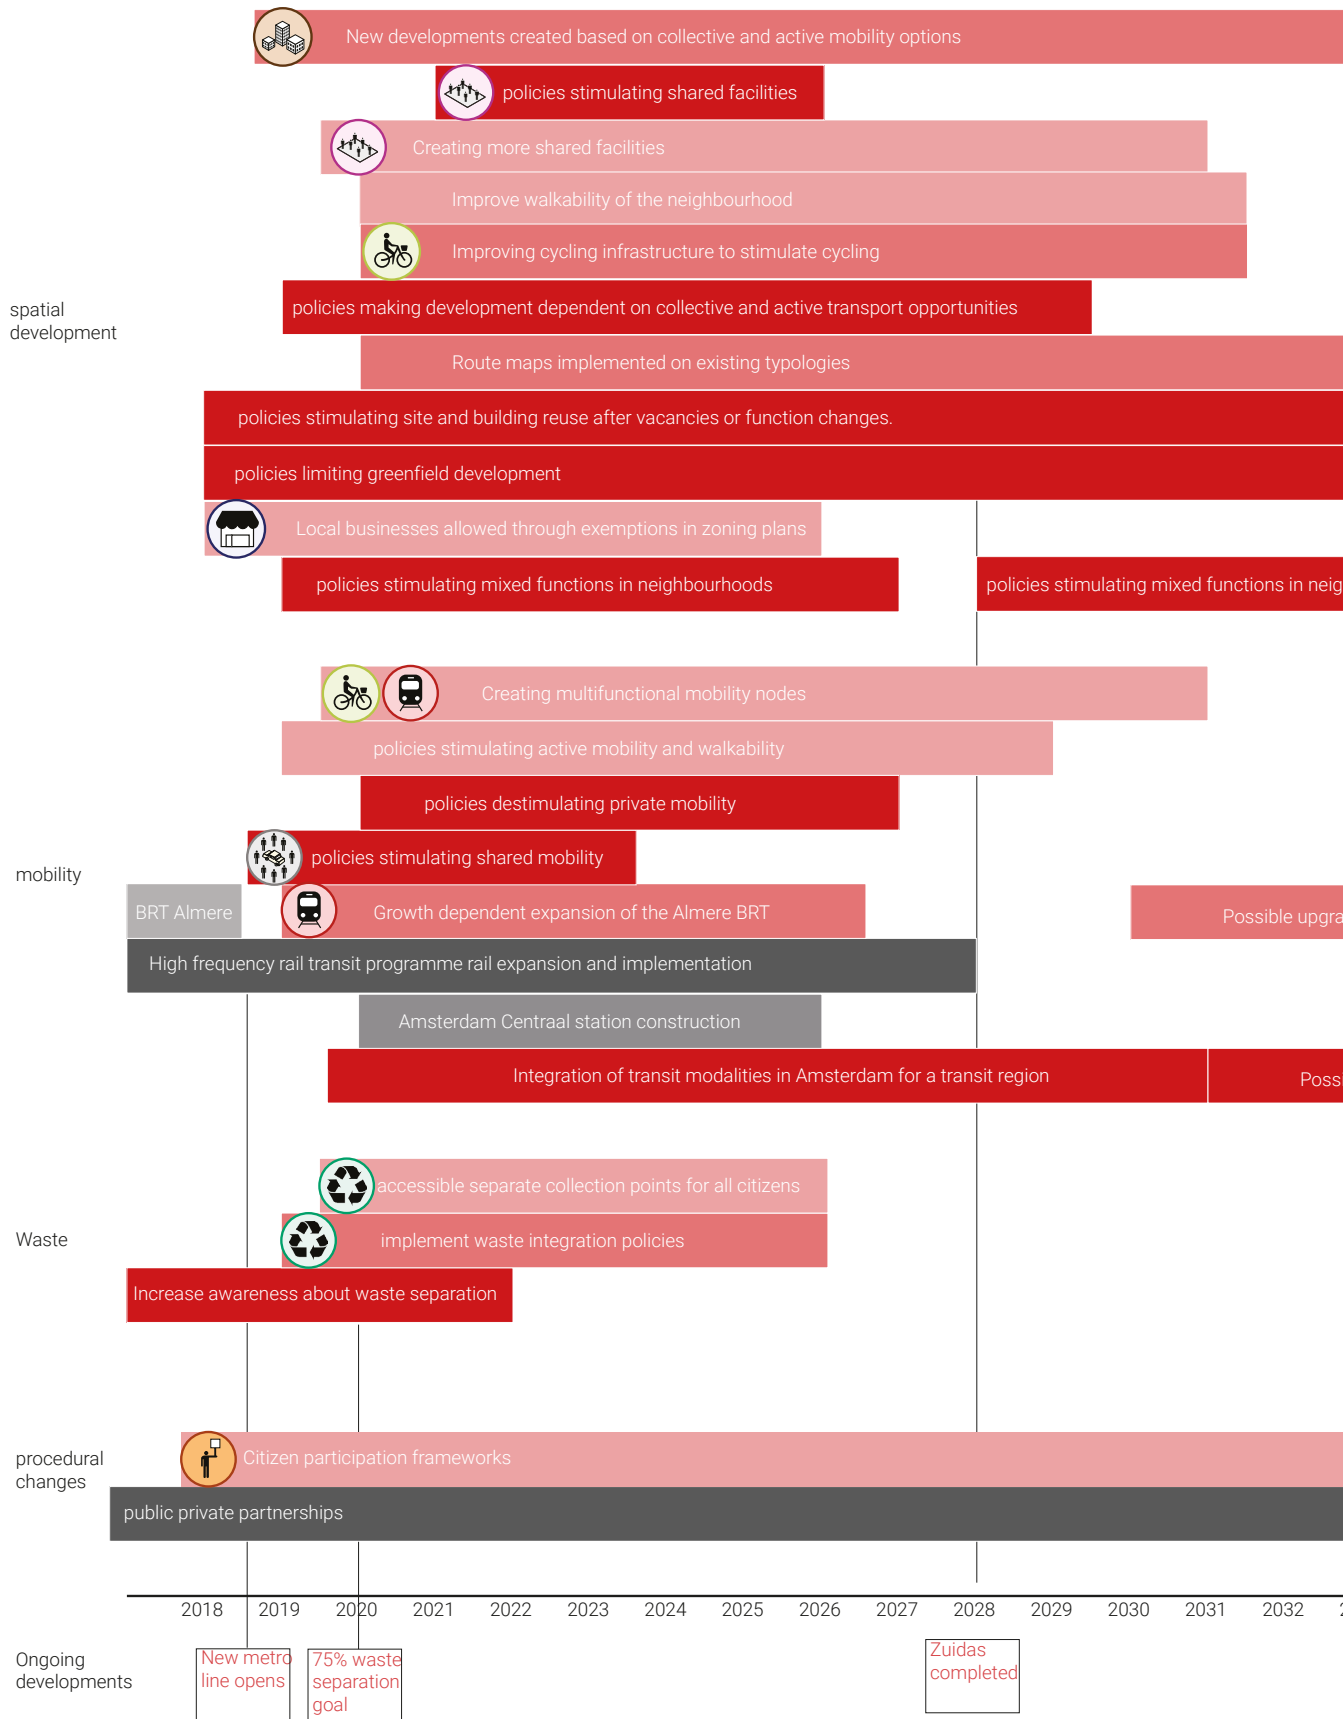 New developments created based on collective and active mobility options
policies stimulating shared facilities
Creating more shared facilities
Improve walkability of the neighbourhood
Improving cycling infrastructure to stimulate cycling
spatial
development
policies making development dependent on collective and active transport opportunities
Route maps implemented on existing typologies
policies stimulating site and building reuse after vacancies or function changes.
policies limiting greenfield development
Local businesses allowed through exemptions in zoning plans
policies stimulating mixed functions in neighbourhoods
policies stimulating mixed functions in neig
Creating multifunctional mobility nodes
policies stimulating active mobility and walkability
policies destimulating private mobility
policies stimulating shared mobility
mobility
BRT Almere
Growth dependent expansion of the Almere BRT
Possible upgra
High frequency rail transit programme rail expansion and implementation
Amsterdam Centraal station construction
Integration of transit modalities in Amsterdam for a transit region
Possi
accessible separate collection points for all citizens
Waste
implement waste integration policies
Increase awareness about waste separation
procedural
changes
Citizen participation frameworks
public private partnerships
2018 2019 2020 2021 2022 2023 2024 2025 2026 2027 2028 2029 2030 2031 2032 2
Ongoing
developments
New metro
line opens
75% waste
separation
goal
Zuidas
completed